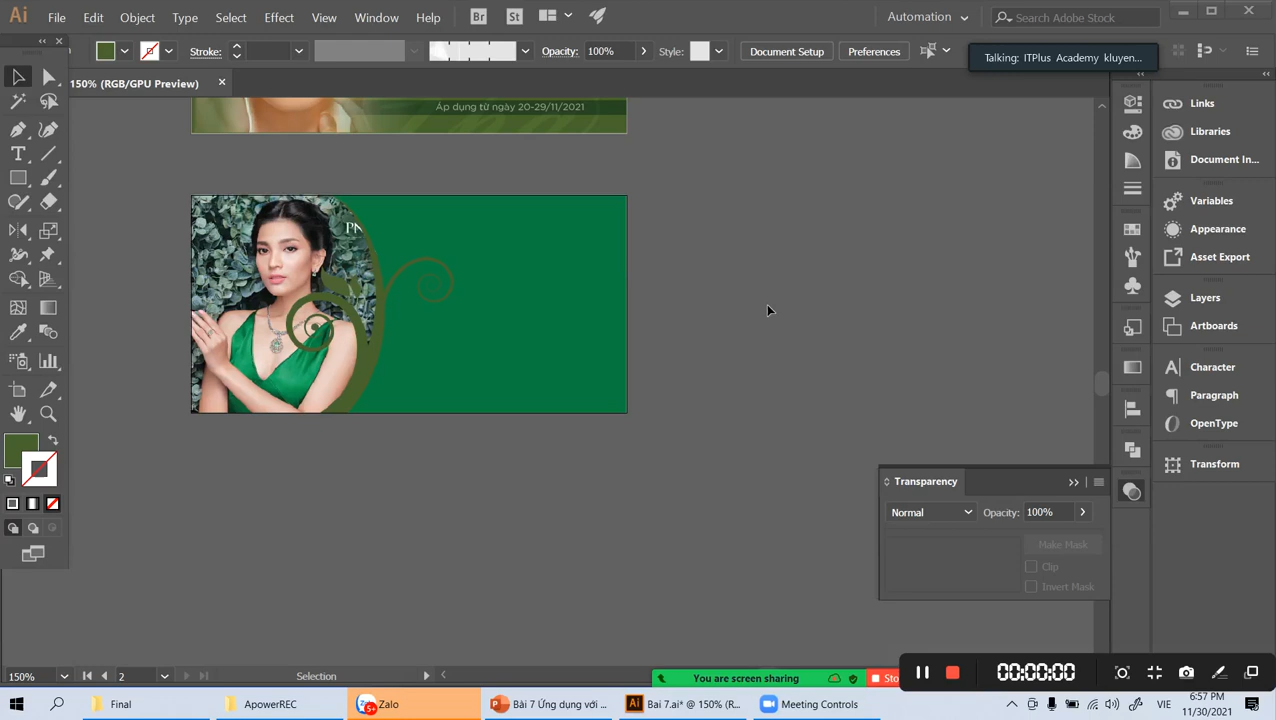 Ai File Edit Object Type Select Effect View Window Help Br St Automation Search Adobe Stock
Stroke: Opacity: 100% Style: Document Setup Preferences
Talking: ITPlus Academy kluyen...
150% (RGB/GPU Preview)
Áp dụng từ ngày 20-29/11/2021
PN
Links
Libraries
Document In...
Variables
Appearance
Asset Export
Layers
Artboards
Character
Paragraph
OpenType
Transform
Transparency
Normal Opacity: 100%
Make Mask
Clip
Invert Mask
150% 2 Selection
You are screen sharing Sto
00:00:00
Final ApowerREC Zalo 5+ Bài 7 Ứng dụng với ... Bai 7.ai* @ 150% (R... Meeting Controls VIE
6:57 PM
11/30/2021